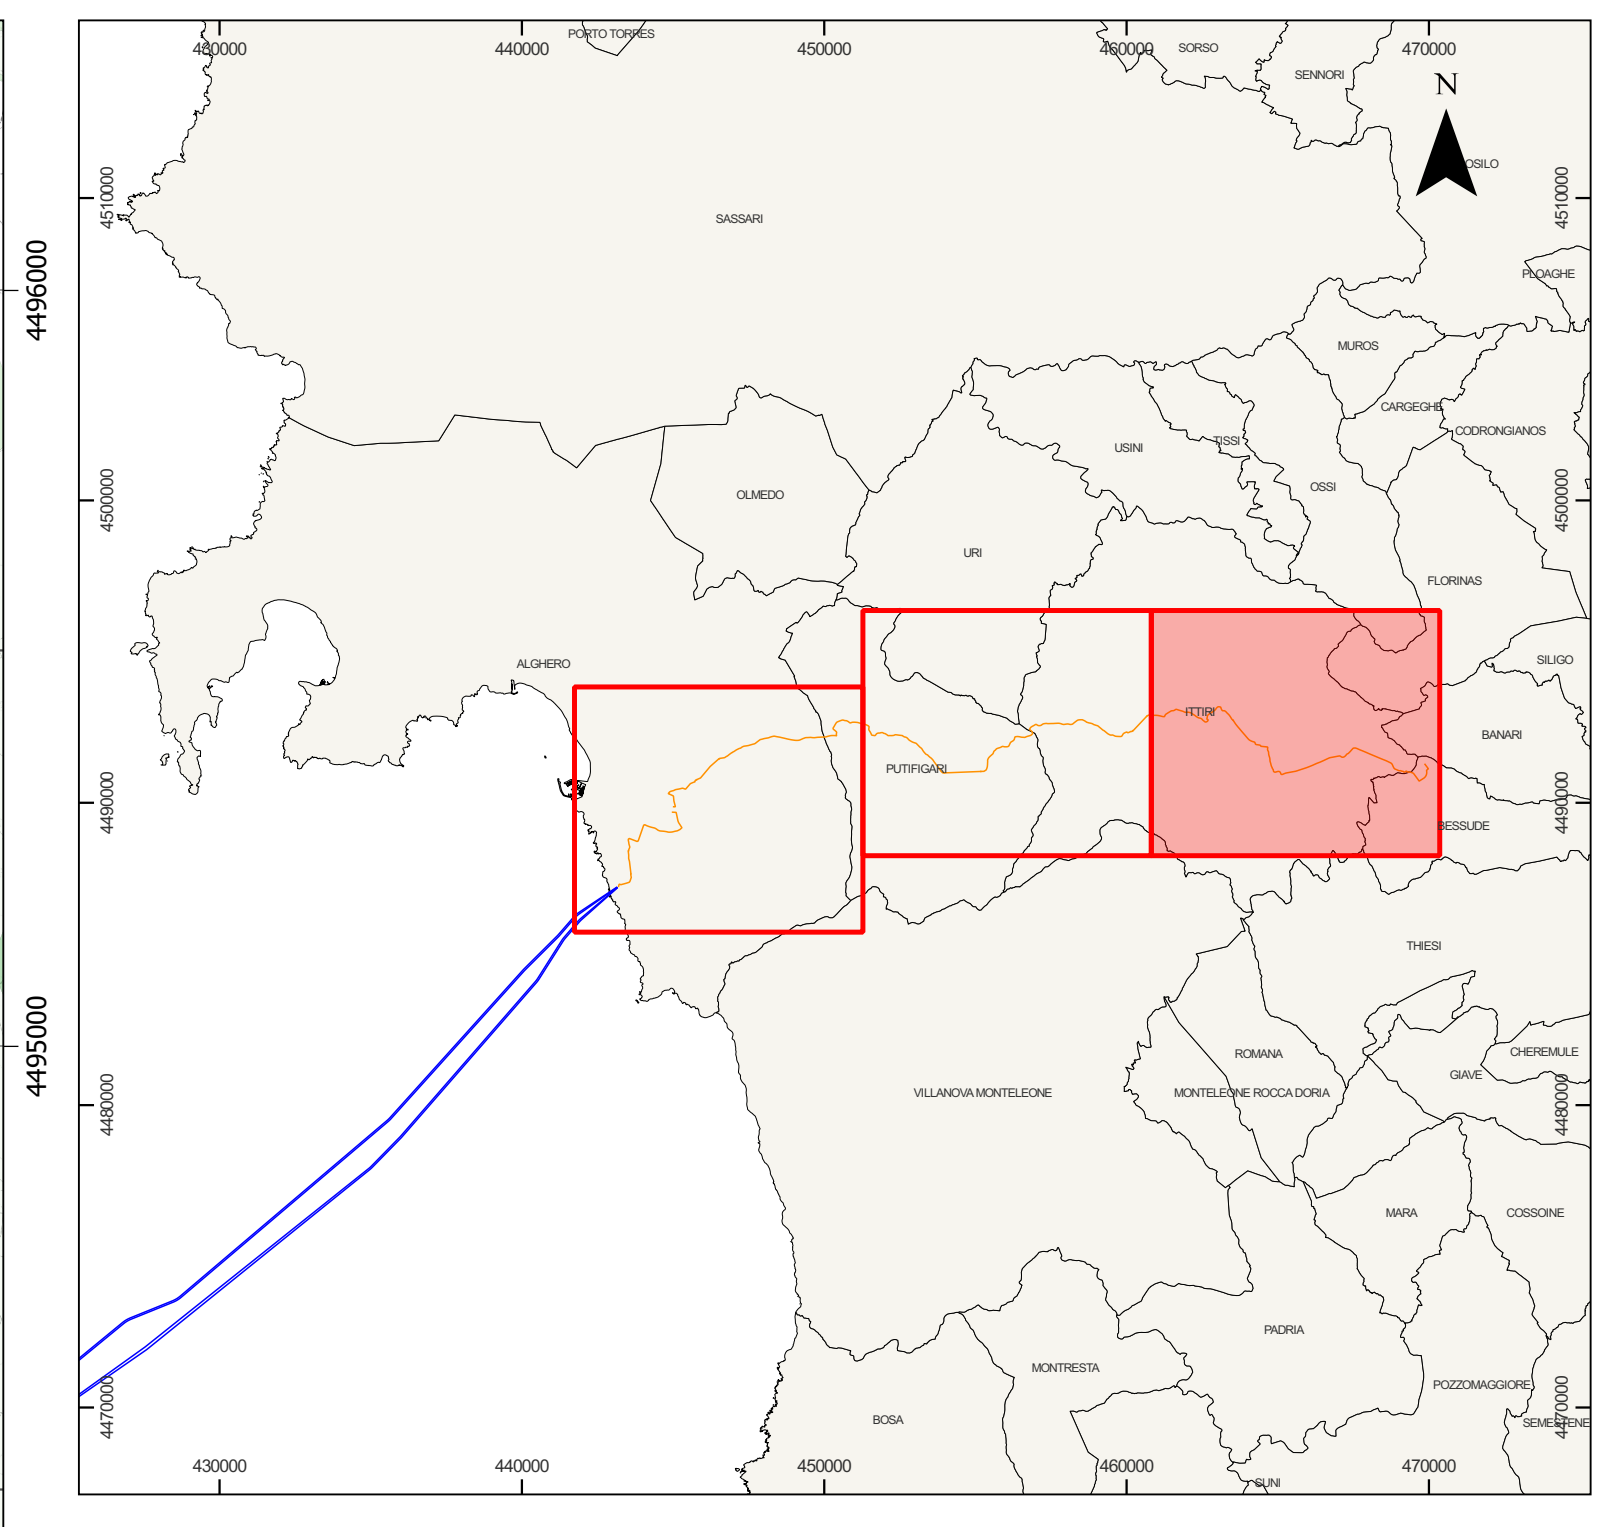 PORTO TORRES
430000
440000
450000
460000
470000
SORSO
SENNORI
N
OSILO
4510000
4510000
SASSARI
4496000
PLOAGHE
MUROS
CARGEGHE
CODRONGIANOS
TISSI
USINI
OSSI
OLMEDO
4500000
4500000
URI
FLORINAS
SILIGO
ALGHERO
ITTIRI
BANARI
PUTIFIGARI
4490000
4490000
BESSUDE
THIESI
4495000
ROMANA
CHEREMULE
GIAVE
VILLANOVA MONTELEONE
MONTELEONE ROCCA DORIA
4480000
4480000
MARA
COSSOINE
PADRIA
MONTRESTA
POZZOMAGGIORE
4470000
4470000
BOSA
SEMESTENE
430000
440000
450000
460000
470000
SUNI